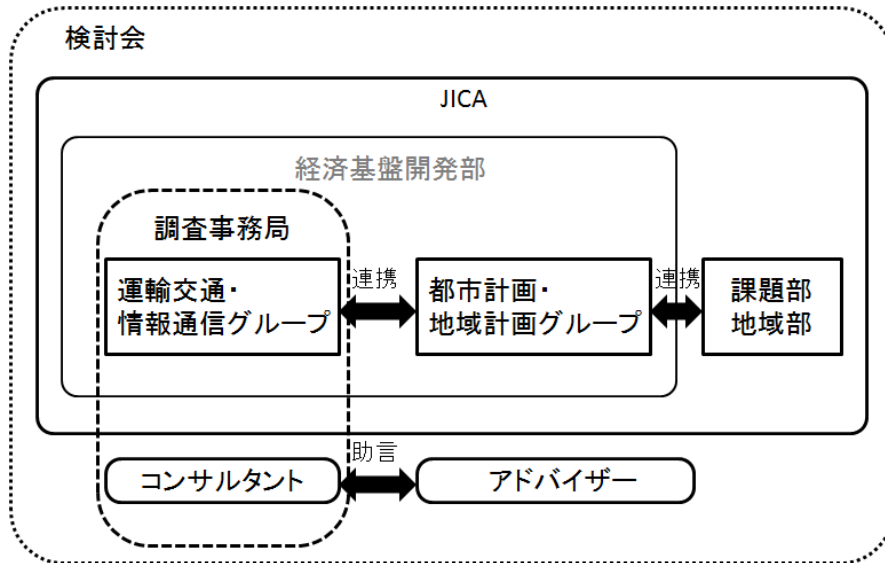 検討会
JICA
経済基盤開発部
調査事務局
運輸交通・
情報通信グループ
連携
都市計画・
地域計画グループ
連携
課題部
地域部
コンサルタント
助言
アドバイザー